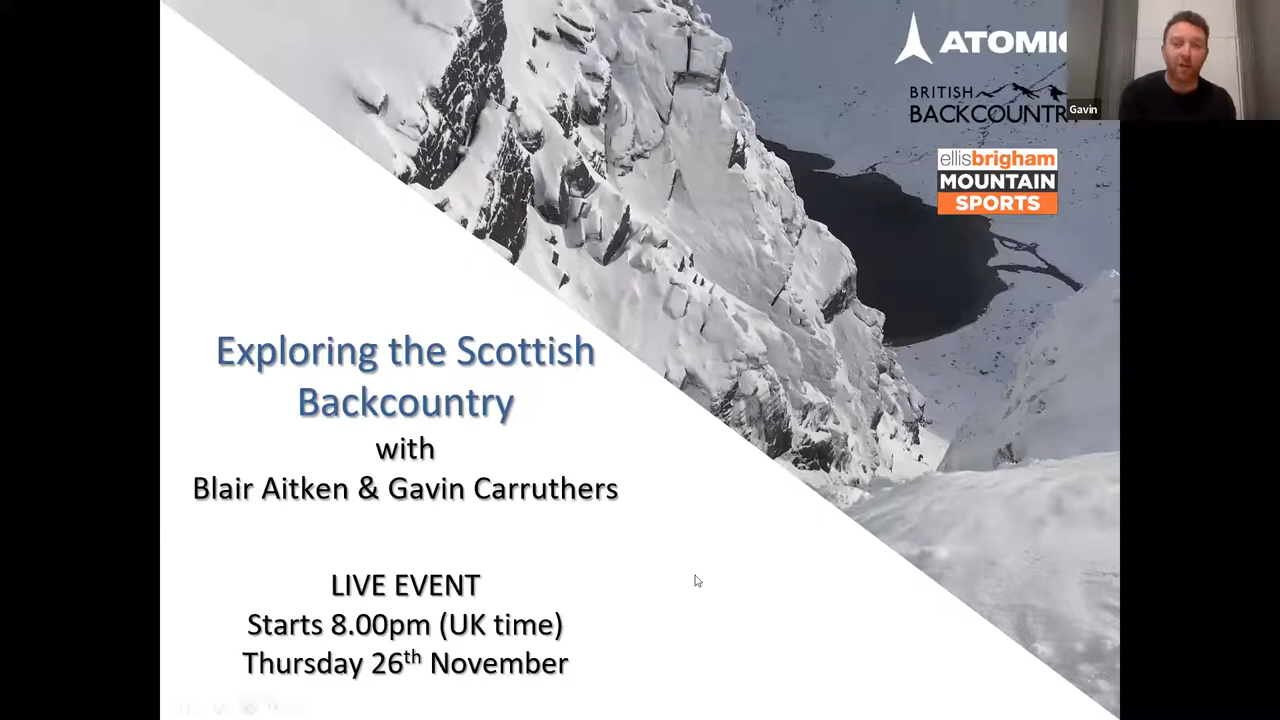 ATOMIC
BRITISH
BACKCOUNTRY
Gavin
ellisbrigham
MOUNTAIN
SPORTS
Exploring the Scottish
Backcountry
with
Blair Aitken & Gavin Carruthers
LIVE EVENT
Starts 8.00pm (UK time)
Thursday 26th November